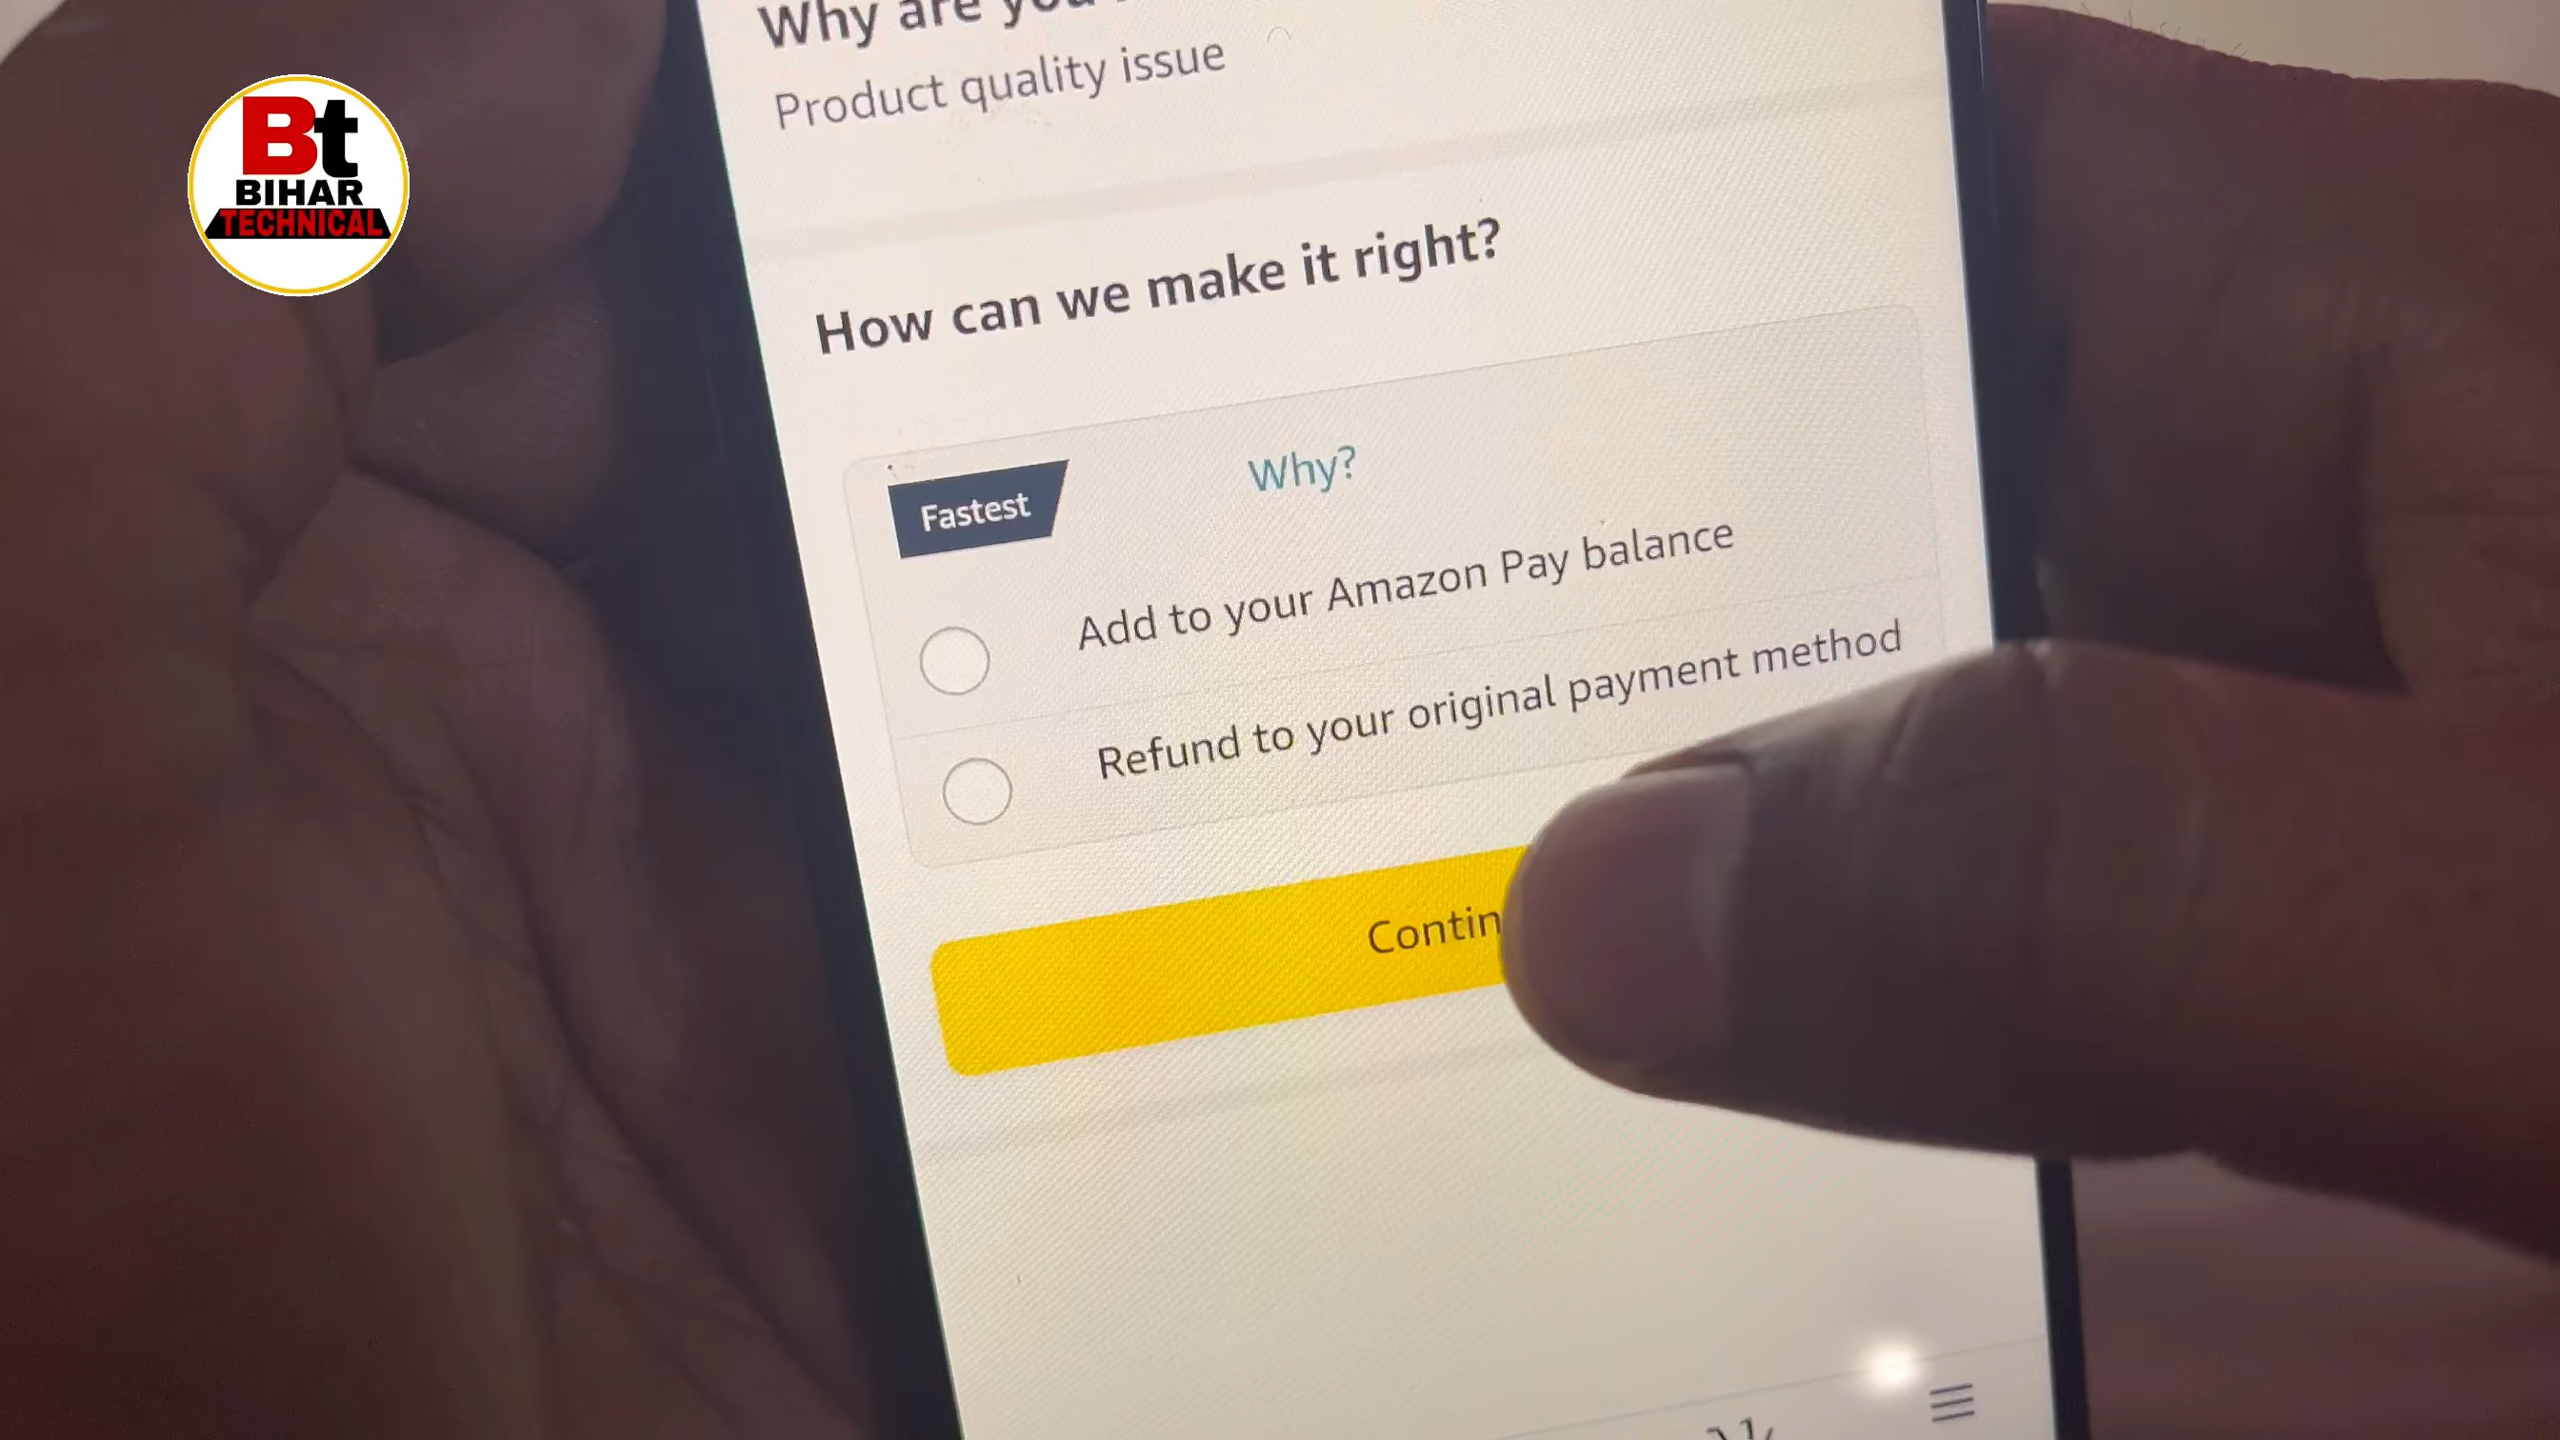 Bt
BIHAR
TECHNICAL
Why are
Product quality issue
How can we make it right?
Fastest
Why?
Add to your Amazon Pay balance
Refund to your original payment method
Contin